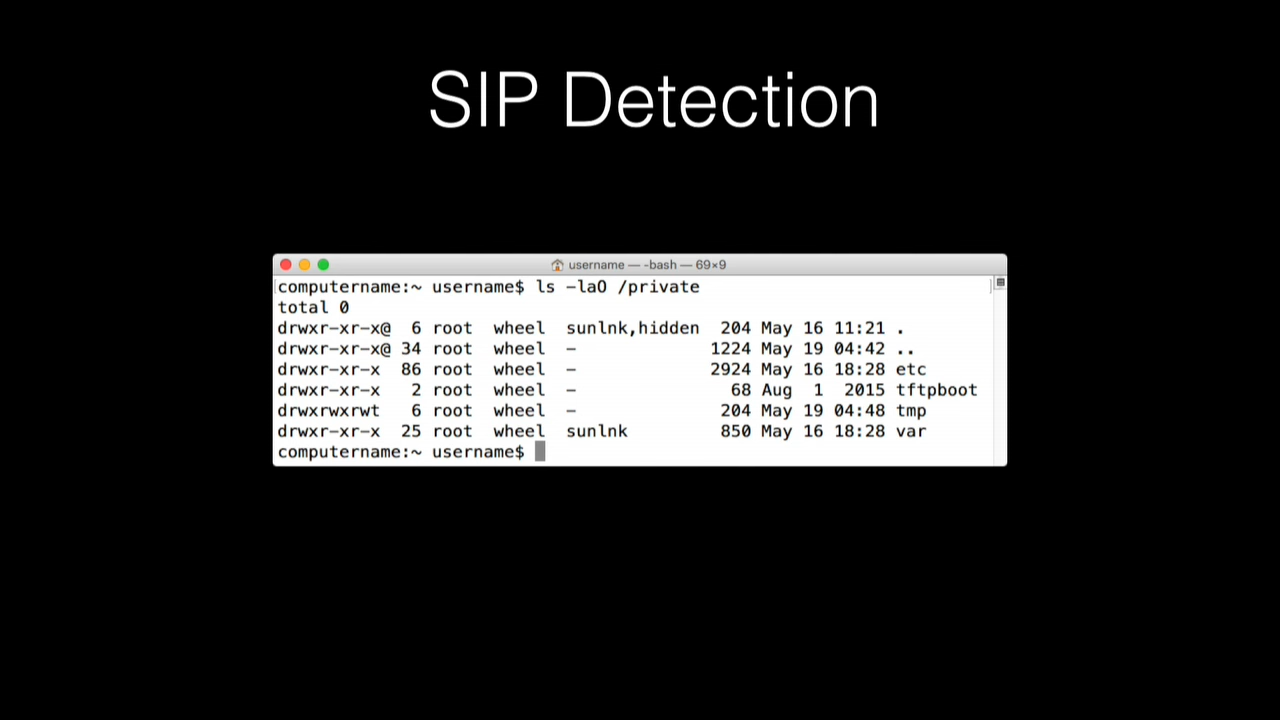 SIP Detection
username — -bash — 69×9
computername:~ username$ ls -laO /private
total 0
drwxr-xr-x@  6 root  wheel  sunlnk,hidden  204 May 16 11:21 .
drwxr-xr-x@ 34 root  wheel  -             1224 May 19 04:42 ..
drwxr-xr-x  86 root  wheel  -             2924 May 16 18:28 etc
drwxr-xr-x   2 root  wheel  -               68 Aug  1  2015 tftpboot
drwxrwxrwt   6 root  wheel  -              204 May 19 04:48 tmp
drwxr-xr-x  25 root  wheel  sunlnk         850 May 16 18:28 var
computername:~ username$